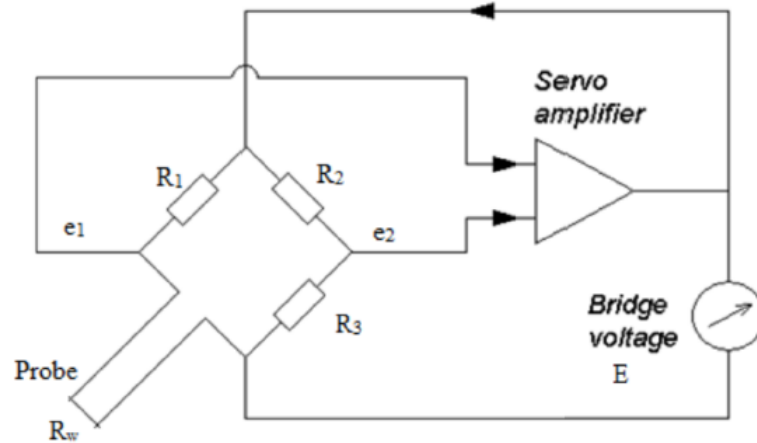 Servo
amplifier
R1
R2
e1
e2
R3
Bridge
voltage
E
Probe
Rw